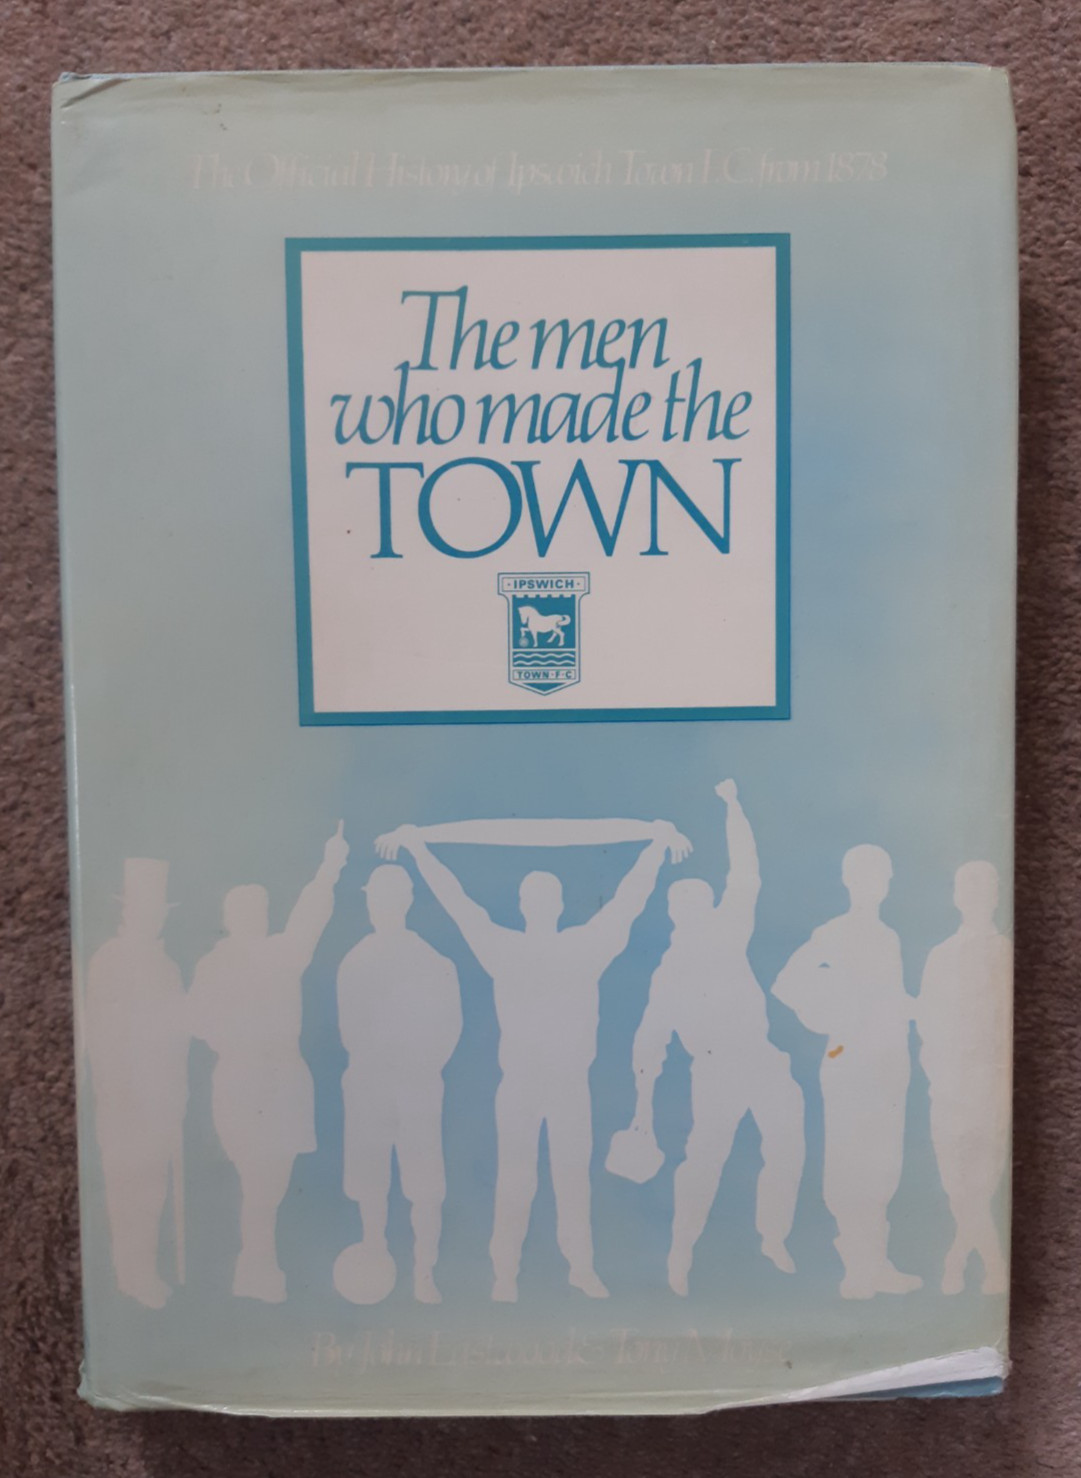 The Official History of Ipswich Town F.C. from 1878
The men
who made the
TOWN
· IPSWICH ·
TOWN · F · C
By John Eastwood & Tony Moyse